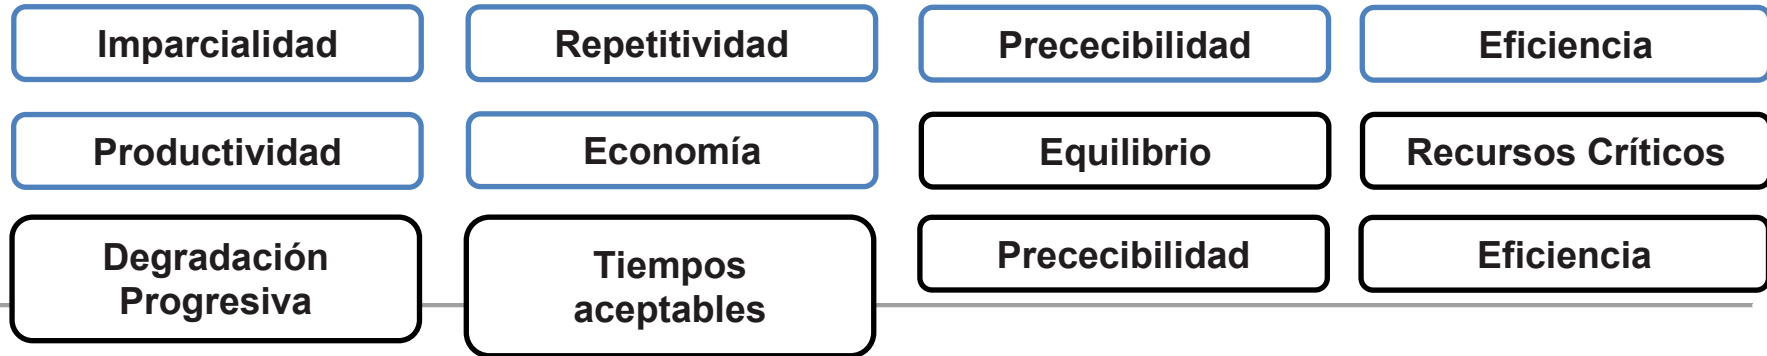 Imparcialidad
Repetitividad
Prececibilidad
Eficiencia
Productividad
Economía
Equilibrio
Recursos Críticos
Degradación
Progresiva
Tiempos
aceptables
Prececibilidad
Eficiencia